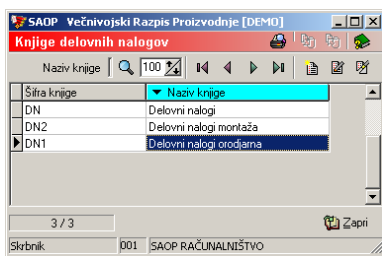 SAOP Večnivojski Razpis Proizvodnje [DEMO]
Knjige delovnih nalogov
Naziv knjige 100
Šifra knjige Naziv knjige
DN Delovni nalogi
DN2 Delovni nalogi montaža
DN1 Delovni nalogi orodjarna
3 / 3 Zapri
Skrbnik 001 SAOP RAČUNALNIŠTVO